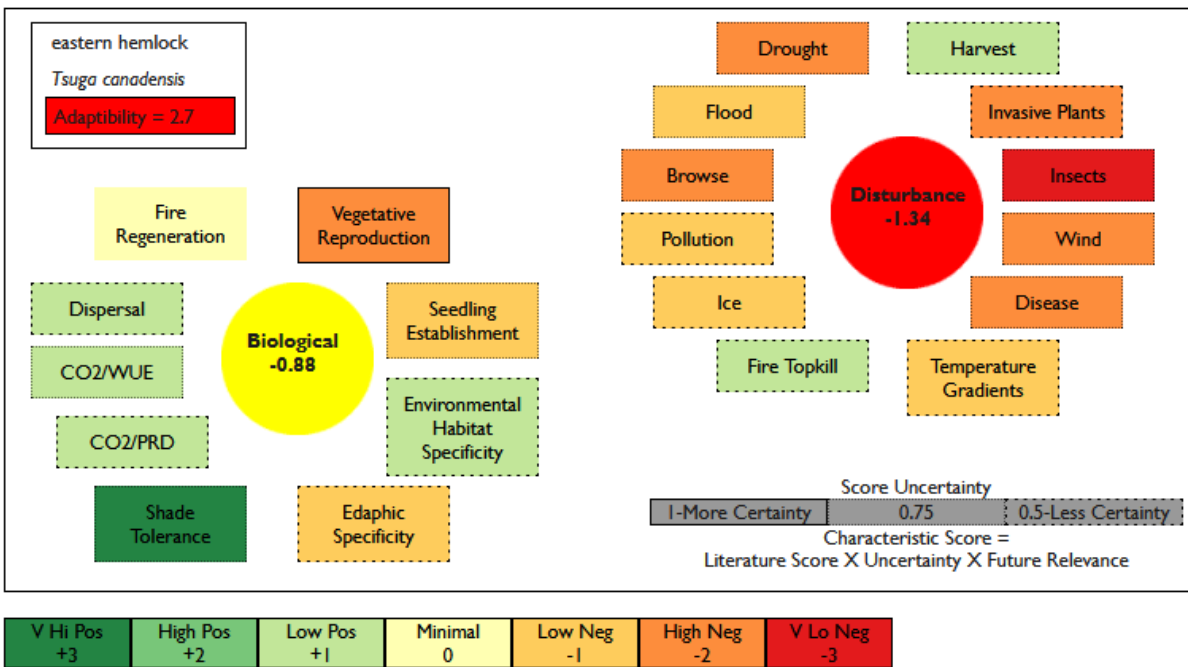 eastern hemlock
Tsuga canadensis
Adaptibility = 2.7
Fire
Regeneration
Vegetative
Reproduction
Dispersal
Seedling
Establishment
Biological
-0.88
CO2/WUE
Environmental
Habitat
Specificity
CO2/PRD
Shade
Tolerance
Edaphic
Specificity
Drought
Harvest
Flood
Invasive Plants
Browse
Insects
Disturbance
-1.34
Pollution
Wind
Ice
Disease
Fire Topkill
Temperature
Gradients
Score Uncertainty
1-More Certainty
0.75
0.5-Less Certainty
Characteristic Score =
Literature Score X Uncertainty X Future Relevance
V Hi Pos
+3
High Pos
+2
Low Pos
+1
Minimal
0
Low Neg
-1
High Neg
-2
V Lo Neg
-3